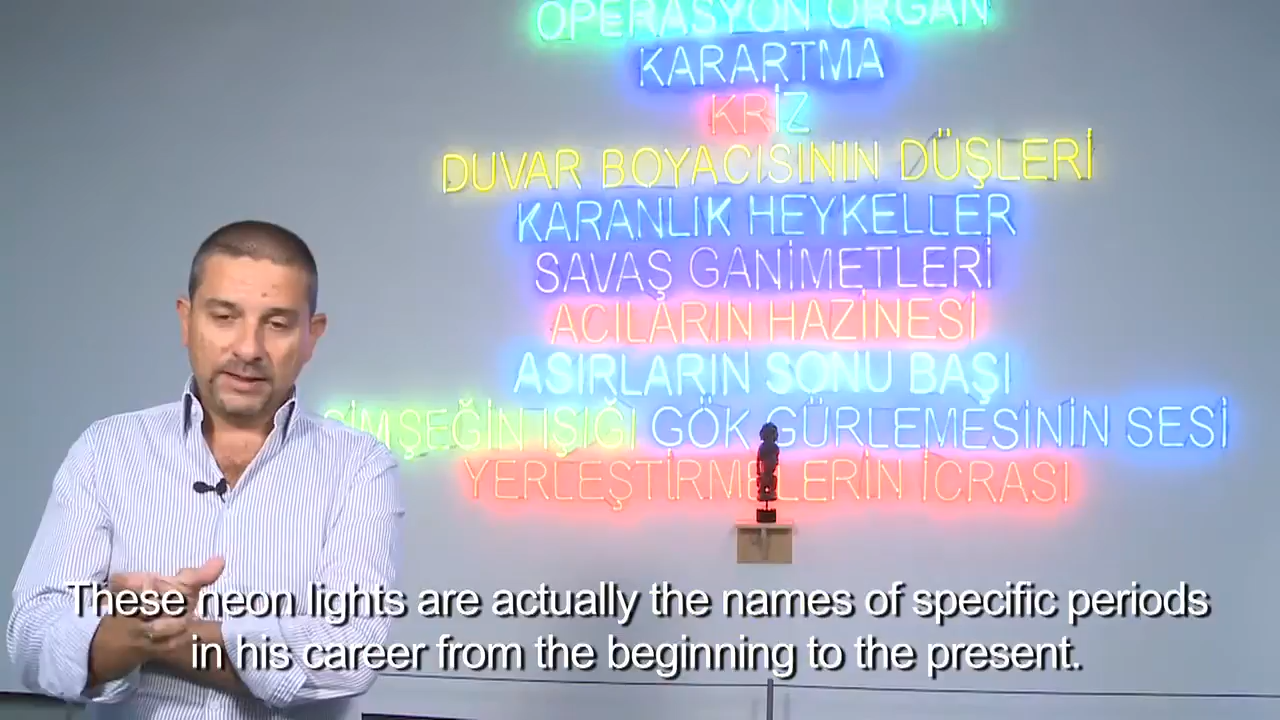 OPERASYON ORGAN
KARARTMA
KRİZ
DUVAR BOYACISININ DÜŞLERİ
KARANLIK HEYKELLER
SAVAŞ GANİMETLERİ
ACILARIN HAZİNESİ
ASIRLARIN SONU BAŞI
ŞİMŞEĞİN IŞIĞI GÖK GÜRLEMESİNİN SESİ
YERLEŞTİRMELERİN İCRASI
These neon lights are actually the names of specific periods
in his career from the beginning to the present.